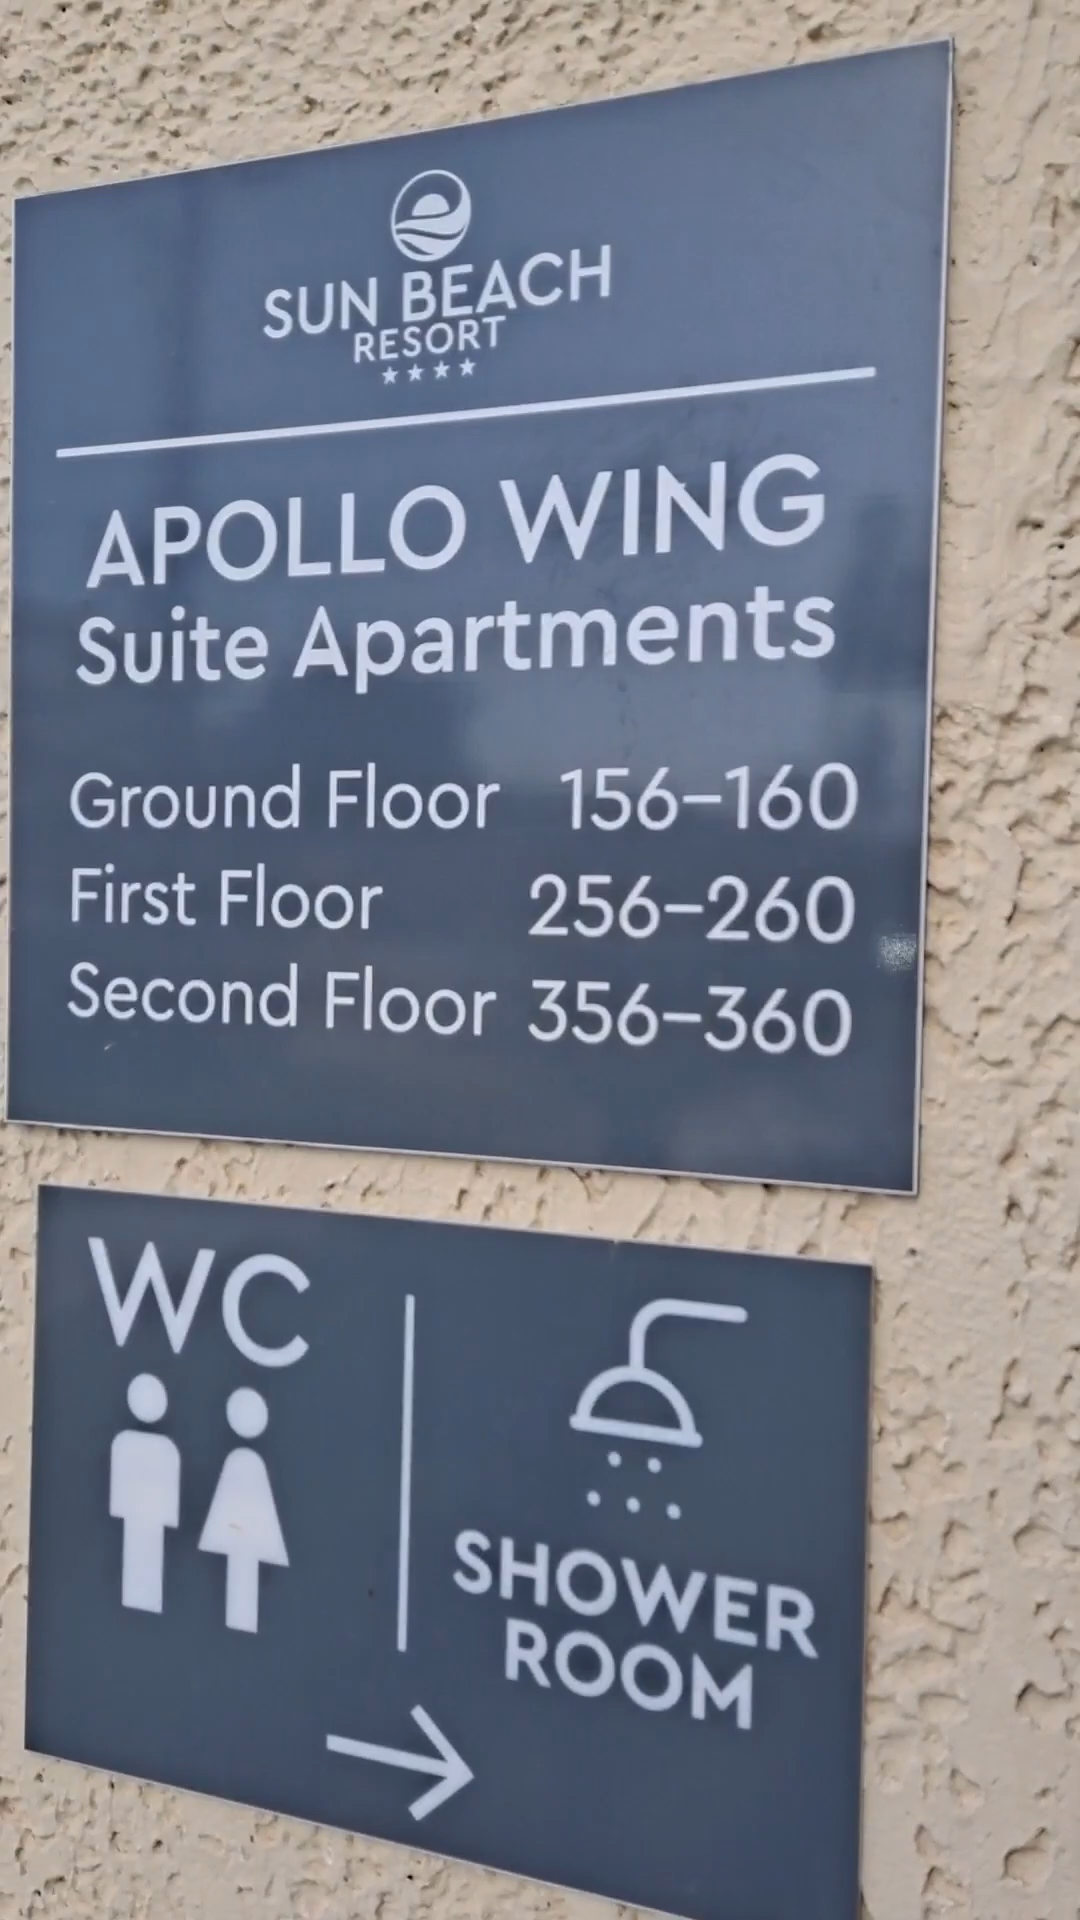 SUN BEACH
RESORT
★★★★
APOLLO WING
Suite Apartments
Ground Floor 156–160
First Floor 256–260
Second Floor 356–360
WC
SHOWER
ROOM